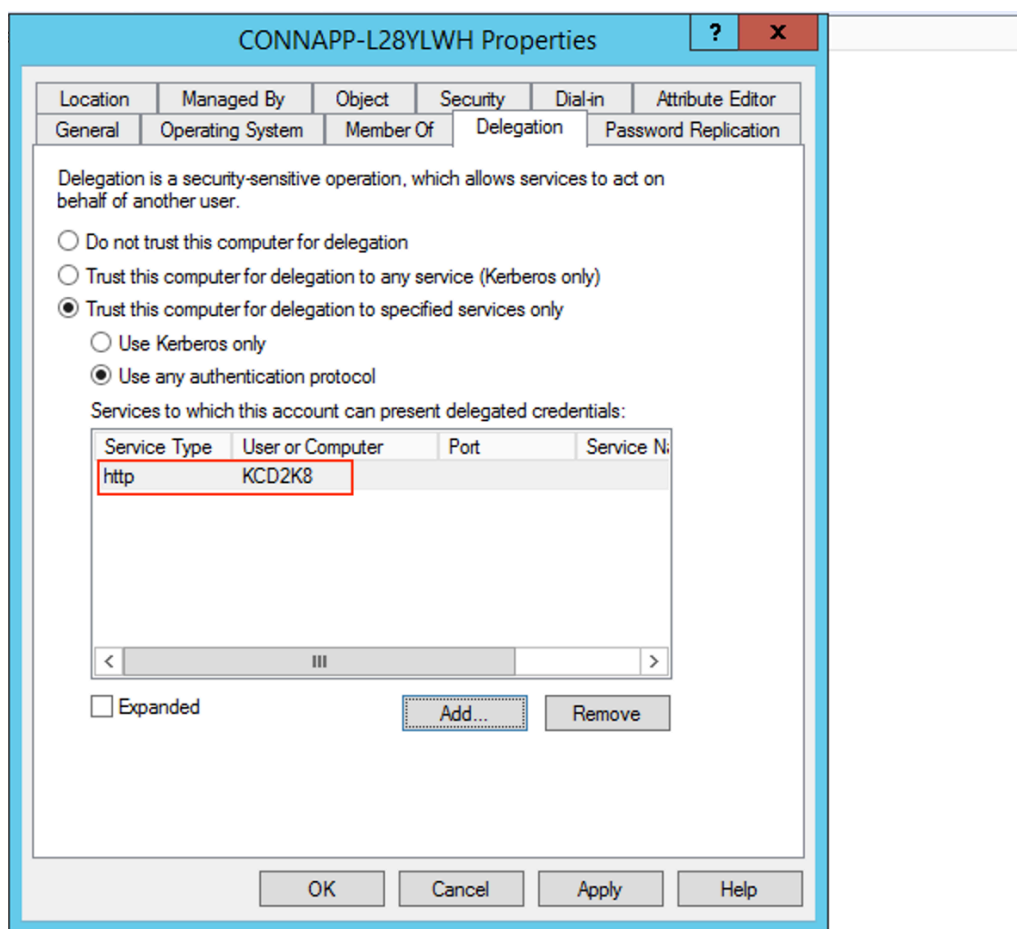 CONNAPP-L28YLWH Properties
?
x
Location
Managed By
Object
Security
Dial-in
Attribute Editor
General
Operating System
Member Of
Delegation
Password Replication
Delegation is a security-sensitive operation, which allows services to act on
behalf of another user.
Do not trust this computer for delegation
Trust this computer for delegation to any service (Kerberos only)
Trust this computer for delegation to specified services only
Use Kerberos only
Use any authentication protocol
Services to which this account can present delegated credentials:
Service Type
User or Computer
Port
Service Na
http
KCD2K8
Expanded
Add...
Remove
OK
Cancel
Apply
Help